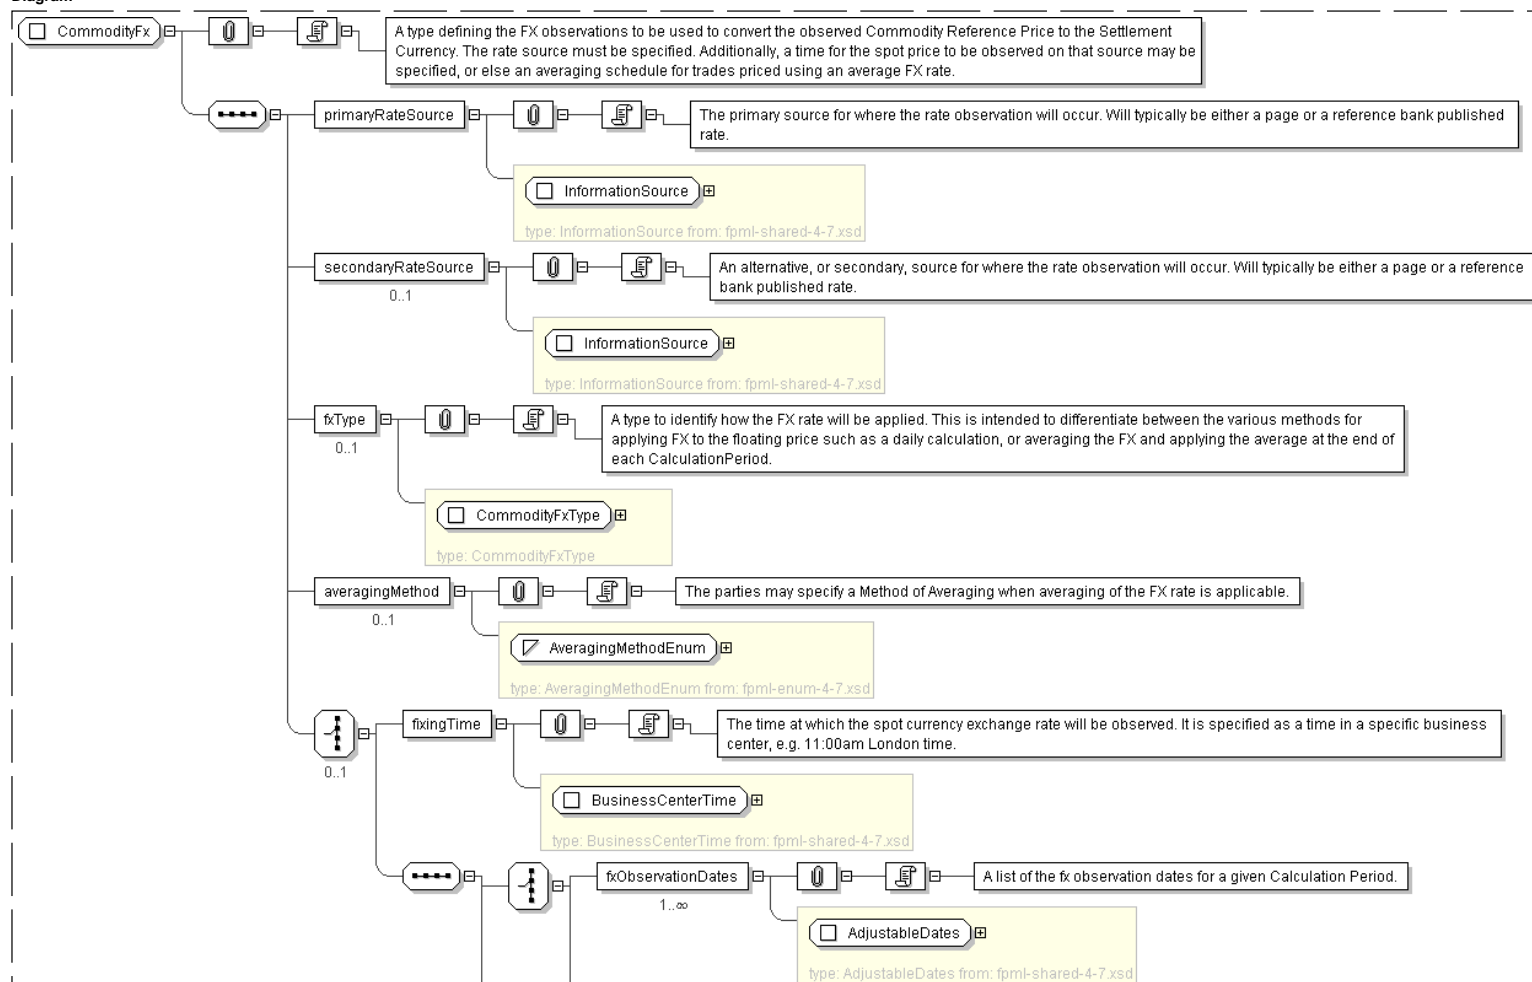 Diagram
CommodityFx
A type defining the FX observations to be used to convert the observed Commodity Reference Price to the Settlement
Currency. The rate source must be specified. Additionally, a time for the spot price to be observed on that source may be
specified, or else an averaging schedule for trades priced using an average FX rate.
primaryRateSource
The primary source for where the rate observation will occur. Will typically be either a page or a reference bank published
rate.
InformationSource
type: InformationSource from: fpml-shared-4-7.xsd
secondaryRateSource
An alternative, or secondary, source for where the rate observation will occur. Will typically be either a page or a reference
bank published rate.
0..1
InformationSource
type: InformationSource from: fpml-shared-4-7.xsd
fxType
A type to identify how the FX rate will be applied. This is intended to differentiate between the various methods for
applying FX to the floating price such as a daily calculation, or averaging the FX and applying the average at the end of
each CalculationPeriod.
0..1
CommodityFxType
type: CommodityFxType
averagingMethod
The parties may specify a Method of Averaging when averaging of the FX rate is applicable.
0..1
AveragingMethodEnum
type: AveragingMethodEnum from: fpml-enum-4-7.xsd
fixingTime
The time at which the spot currency exchange rate will be observed. It is specified as a time in a specific business
center, e.g. 11:00am London time.
0..1
BusinessCenterTime
type: BusinessCenterTime from: fpml-shared-4-7.xsd
fxObservationDates
A list of the fx observation dates for a given Calculation Period.
1..∞
AdjustableDates
type: AdjustableDates from: fpml-shared-4-7.xsd